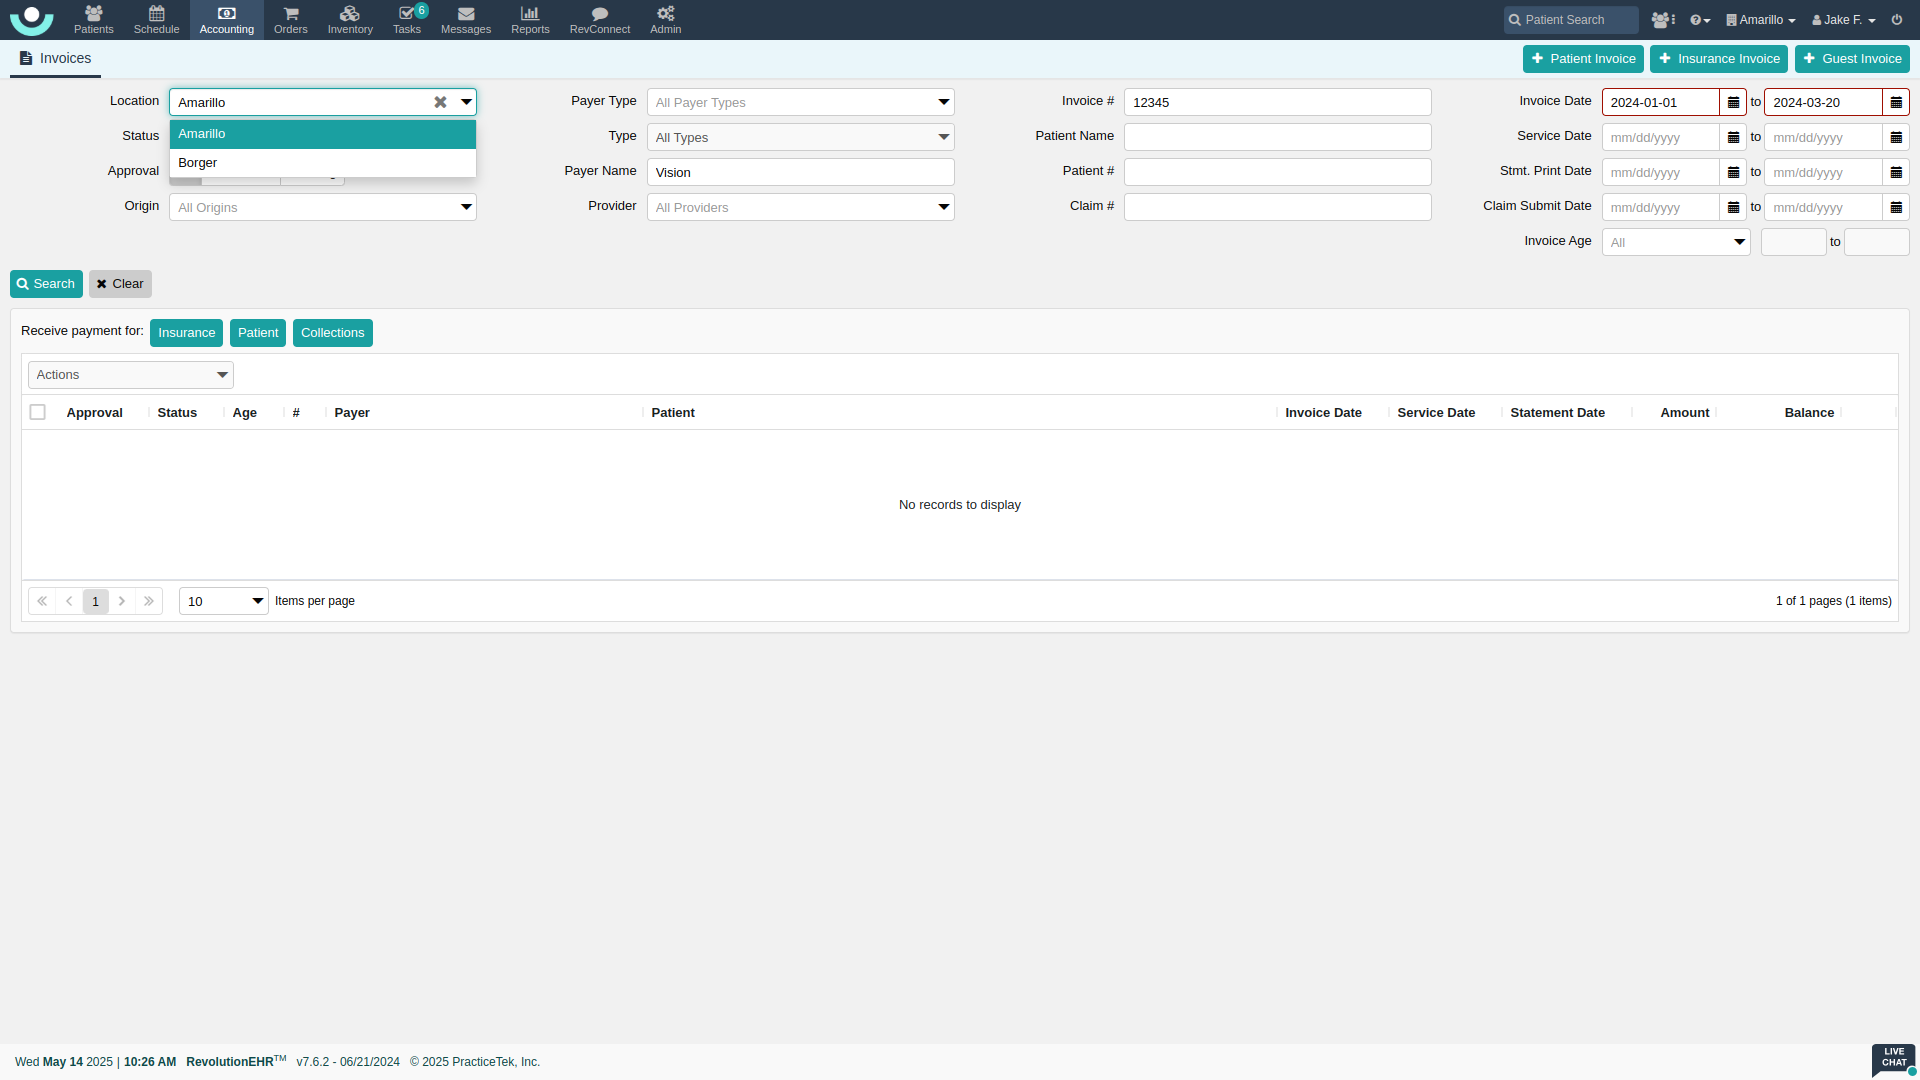 Patients
Schedule
Accounting
Orders
Inventory
Tasks
6
Messages
Reports
RevConnect
Admin
Patient Search
Amarillo
Jake F.
Invoices
Patient Invoice
Insurance Invoice
Guest Invoice
Location
Amarillo
Amarillo
Borger
Status
Approval
Origin
All Origins
Payer Type
All Payer Types
Type
All Types
Payer Name
Vision
Provider
All Providers
Invoice #
12345
Patient Name
Patient #
Claim #
Invoice Date
2024-01-01
to
2024-03-20
Service Date
mm/dd/yyyy
to
mm/dd/yyyy
Stmt. Print Date
mm/dd/yyyy
to
mm/dd/yyyy
Claim Submit Date
mm/dd/yyyy
to
mm/dd/yyyy
Invoice Age
All
to
Search
Clear
Receive payment for:
Insurance
Patient
Collections
Actions
Approval
Status
Age
#
Payer
Patient
Invoice Date
Service Date
Statement Date
Amount
Balance
No records to display
1
10
Items per page
1 of 1 pages (1 items)
Wed May 14 2025 | 10:26 AM RevolutionEHR™ v7.6.2 - 06/21/2024 © 2025 PracticeTek, Inc.
LIVE
CHAT